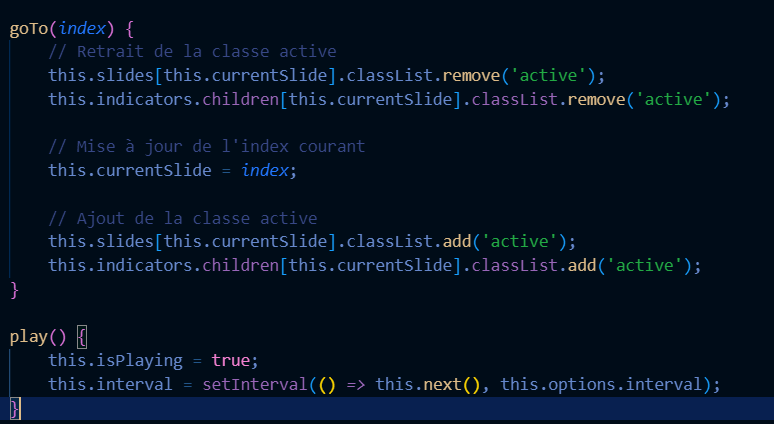 goTo(index) {
// Retrait de la classe active
this.slides[this.currentSlide].classList.remove('active');
this.indicators.children[this.currentSlide].classList.remove('active');
// Mise à jour de l'index courant
this.currentSlide = index;
// Ajout de la classe active
this.slides[this.currentSlide].classList.add('active');
this.indicators.children[this.currentSlide].classList.add('active');
}
play() {
this.isPlaying = true;
this.interval = setInterval(() => this.next(), this.options.interval);
}